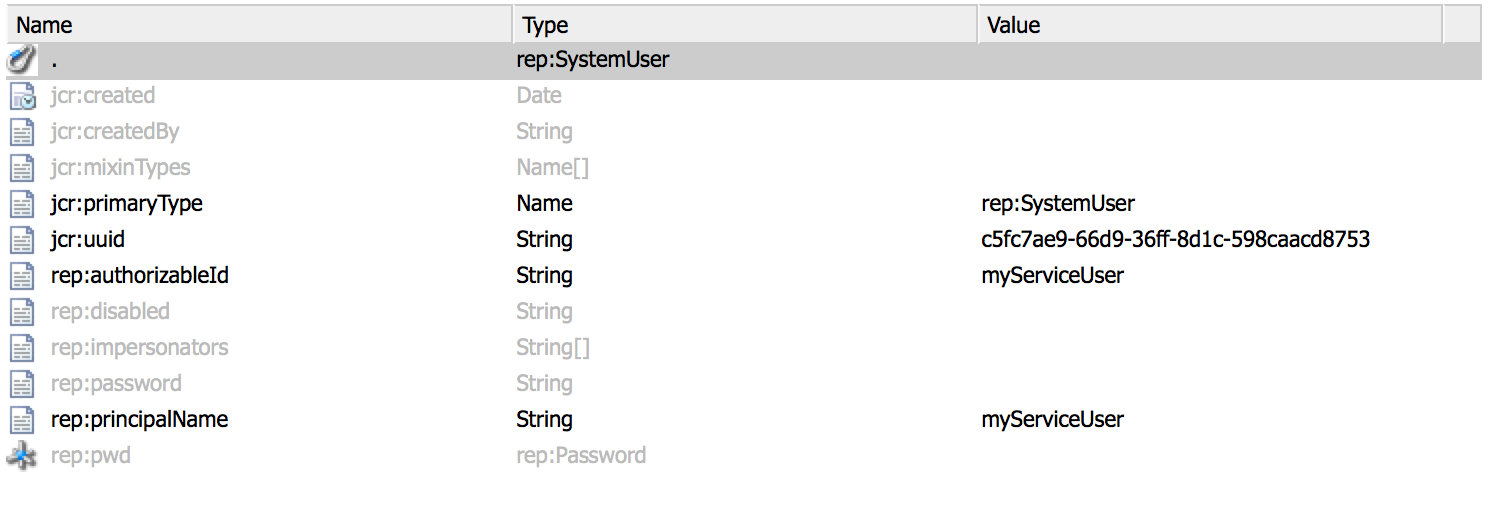 Name Type Value
. rep:SystemUser
jcr:created Date
jcr:createdBy String
jcr:mixinTypes Name[]
jcr:primaryType Name rep:SystemUser
jcr:uuid String c5fc7ae9-66d9-36ff-8d1c-598caacd8753
rep:authorizableId String myServiceUser
rep:disabled String
rep:impersonators String[]
rep:password String
rep:principalName String myServiceUser
rep:pwd rep:Password